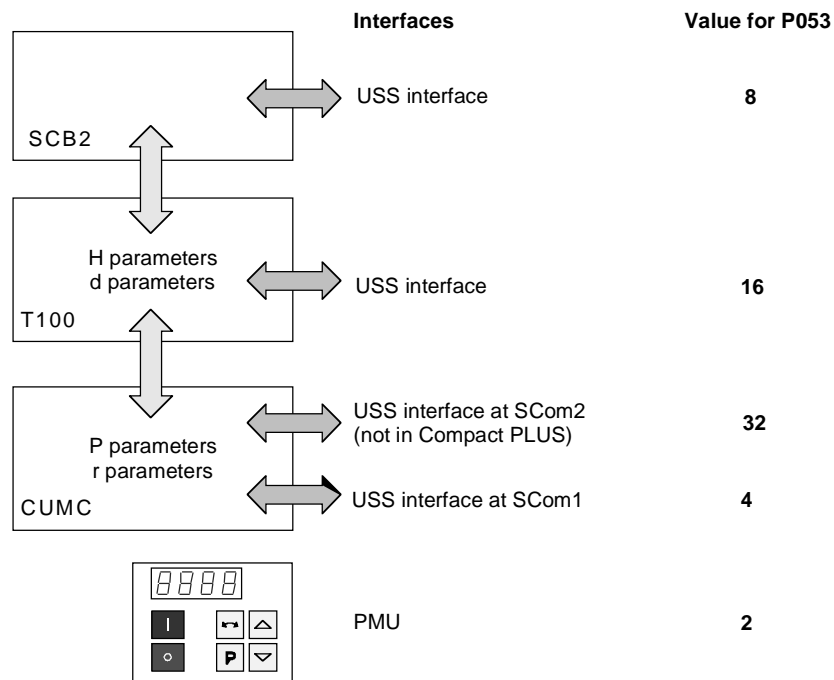 Interfaces Value for P053
USS interface 8
SCB2
H parameters
d parameters
USS interface 16
T100
USS interface at SCom2
(not in Compact PLUS) 32
P parameters
r parameters
USS interface at SCom1 4
CUMC
8888
I
PMU 2
O
P